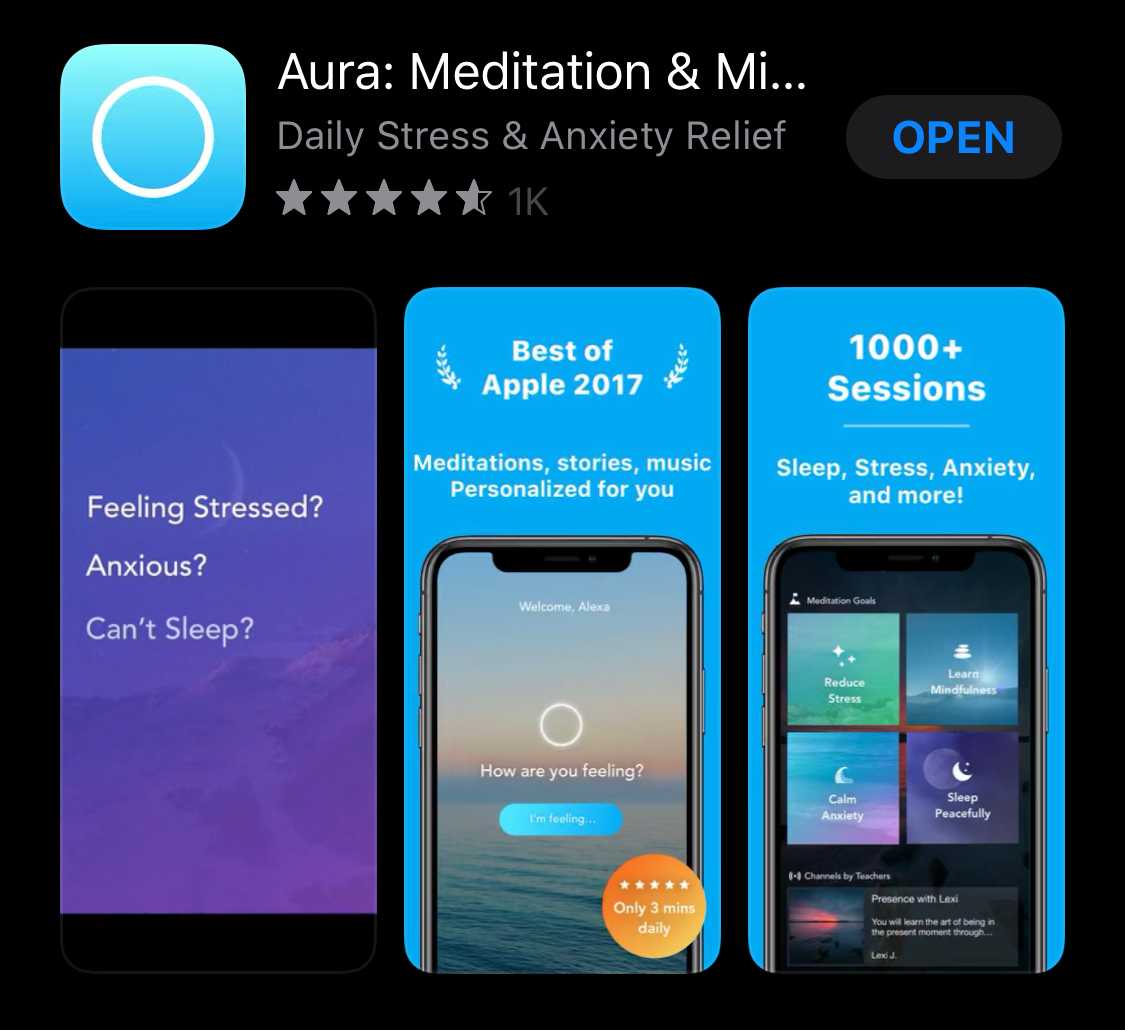 Aura: Meditation & Mi...
Daily Stress & Anxiety Relief
OPEN
1K
Feeling Stressed?
Anxious?
Can't Sleep?
Best of
Apple 2017
Meditations, stories, music
Personalized for you
Welcome, Alexa
How are you feeling?
I'm feeling...
Only 3 mins
daily
1000+
Sessions
Sleep, Stress, Anxiety,
and more!
Meditation Goals
Reduce
Stress
Learn
Mindfulness
Calm
Anxiety
Sleep
Peacefully
Channels by Teachers
Presence with Lexi
You will learn the art of being in
the present moment through...
Lexi J.